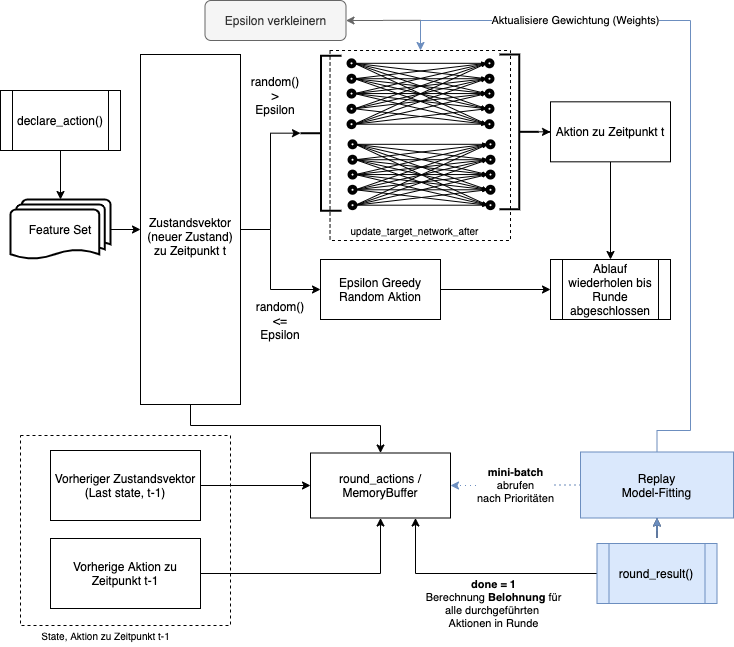 Epsilon verkleinern
Aktualisiere Gewichtung (Weights)
random()
>
Epsilon
declare_action()
Aktion zu Zeitpunkt t
Feature Set
Zustandsvektor
(neuer Zustand)
zu Zeitpunkt t
update_target_network_after
Epsilon Greedy
Random Aktion
Ablauf
wiederholen bis
Runde
abgeschlossen
random()
<=
Epsilon
Vorheriger Zustandsvektor
(Last state, t-1)
round_actions /
MemoryBuffer
mini-batch
abrufen
nach Prioritäten
Replay
Model-Fitting
Vorherige Aktion zu
Zeitpunkt t-1
round_result()
done = 1
Berechnung Belohnung für
alle durchgeführten
Aktionen in Runde
State, Aktion zu Zeitpunkt t-1